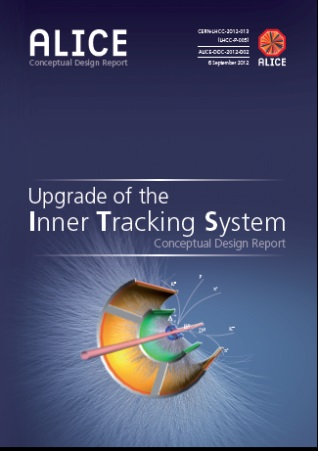 ALICE
Conceptual Design Report
CERN-LHCC-2012-013
LHCC-P-005
ALICE-DOC-2012-002
6 September 2012
ALICE
Upgrade of the
Inner Tracking System
Conceptual Design Report